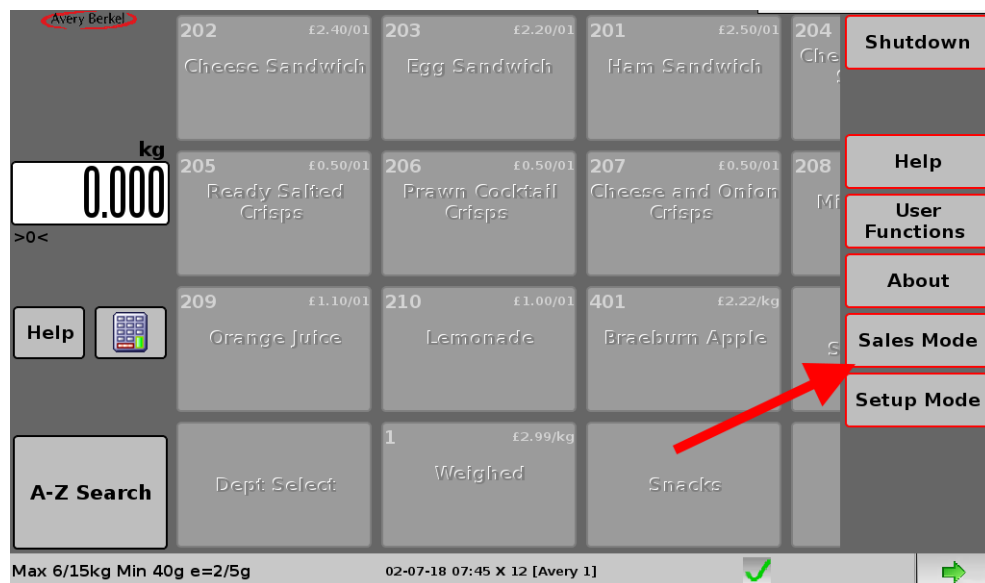 Avery Berkel
kg
0.000
>0<
Help
A-Z Search
202 £2.40/01
Cheese Sandwich
203 £2.20/01
Egg Sandwich
201 £2.50/01
Ham Sandwich
204
205 £0.50/01
Ready Salted
Crisps
206 £0.50/01
Prawn Cocktail
Crisps
207 £0.50/01
Cheese and Onion
Crisps
208
209 £1.10/01
Orange Juice
210 £1.00/01
Lemonade
401 £2.22/kg
Braeburn Apple
Dept Select
1 £2.99/kg
Weighed
Snacks
Shutdown
Help
User
Functions
About
Sales Mode
Setup Mode
Max 6/15kg Min 40g e=2/5g
02-07-18 07:45 X 12 [Avery 1]